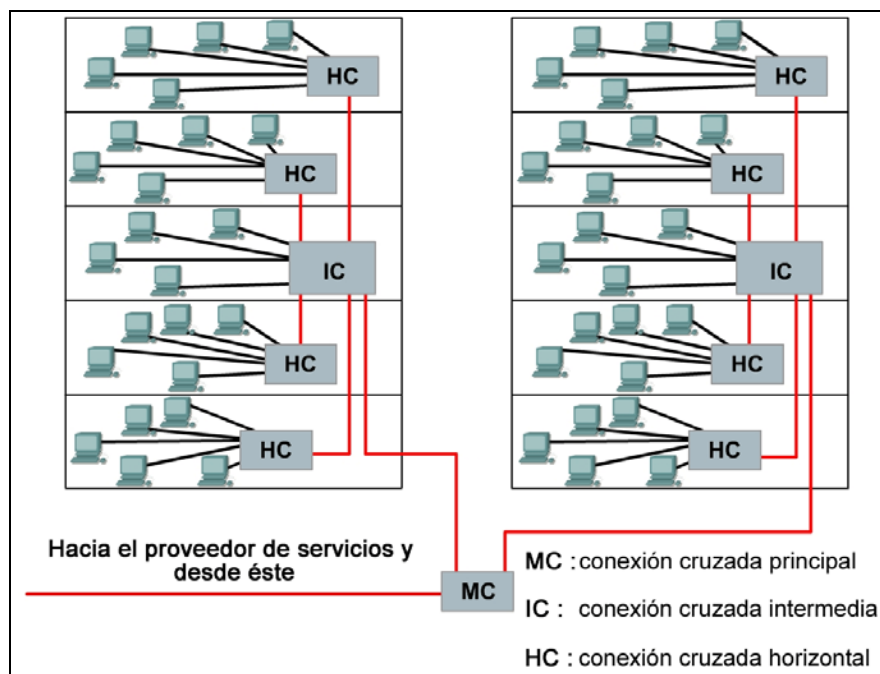 HC
HC
HC
HC
IC
IC
HC
HC
HC
HC
Hacia el proveedor de servicios y
desde éste
MC
MC : conexión cruzada principal
IC : conexión cruzada intermedia
HC : conexión cruzada horizontal